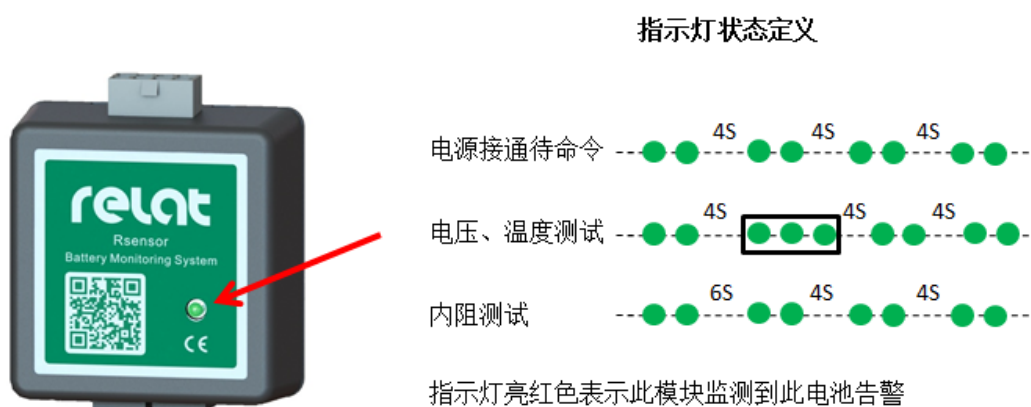 指示灯状态定义
relat
Rsensor
Battery Monitoring System
CE
电源接通待命令 4S 4S 4S
电压、温度测试 4S 4S 4S
内阻测试 6S 4S 4S
指示灯亮红色表示此模块监测到此电池告警